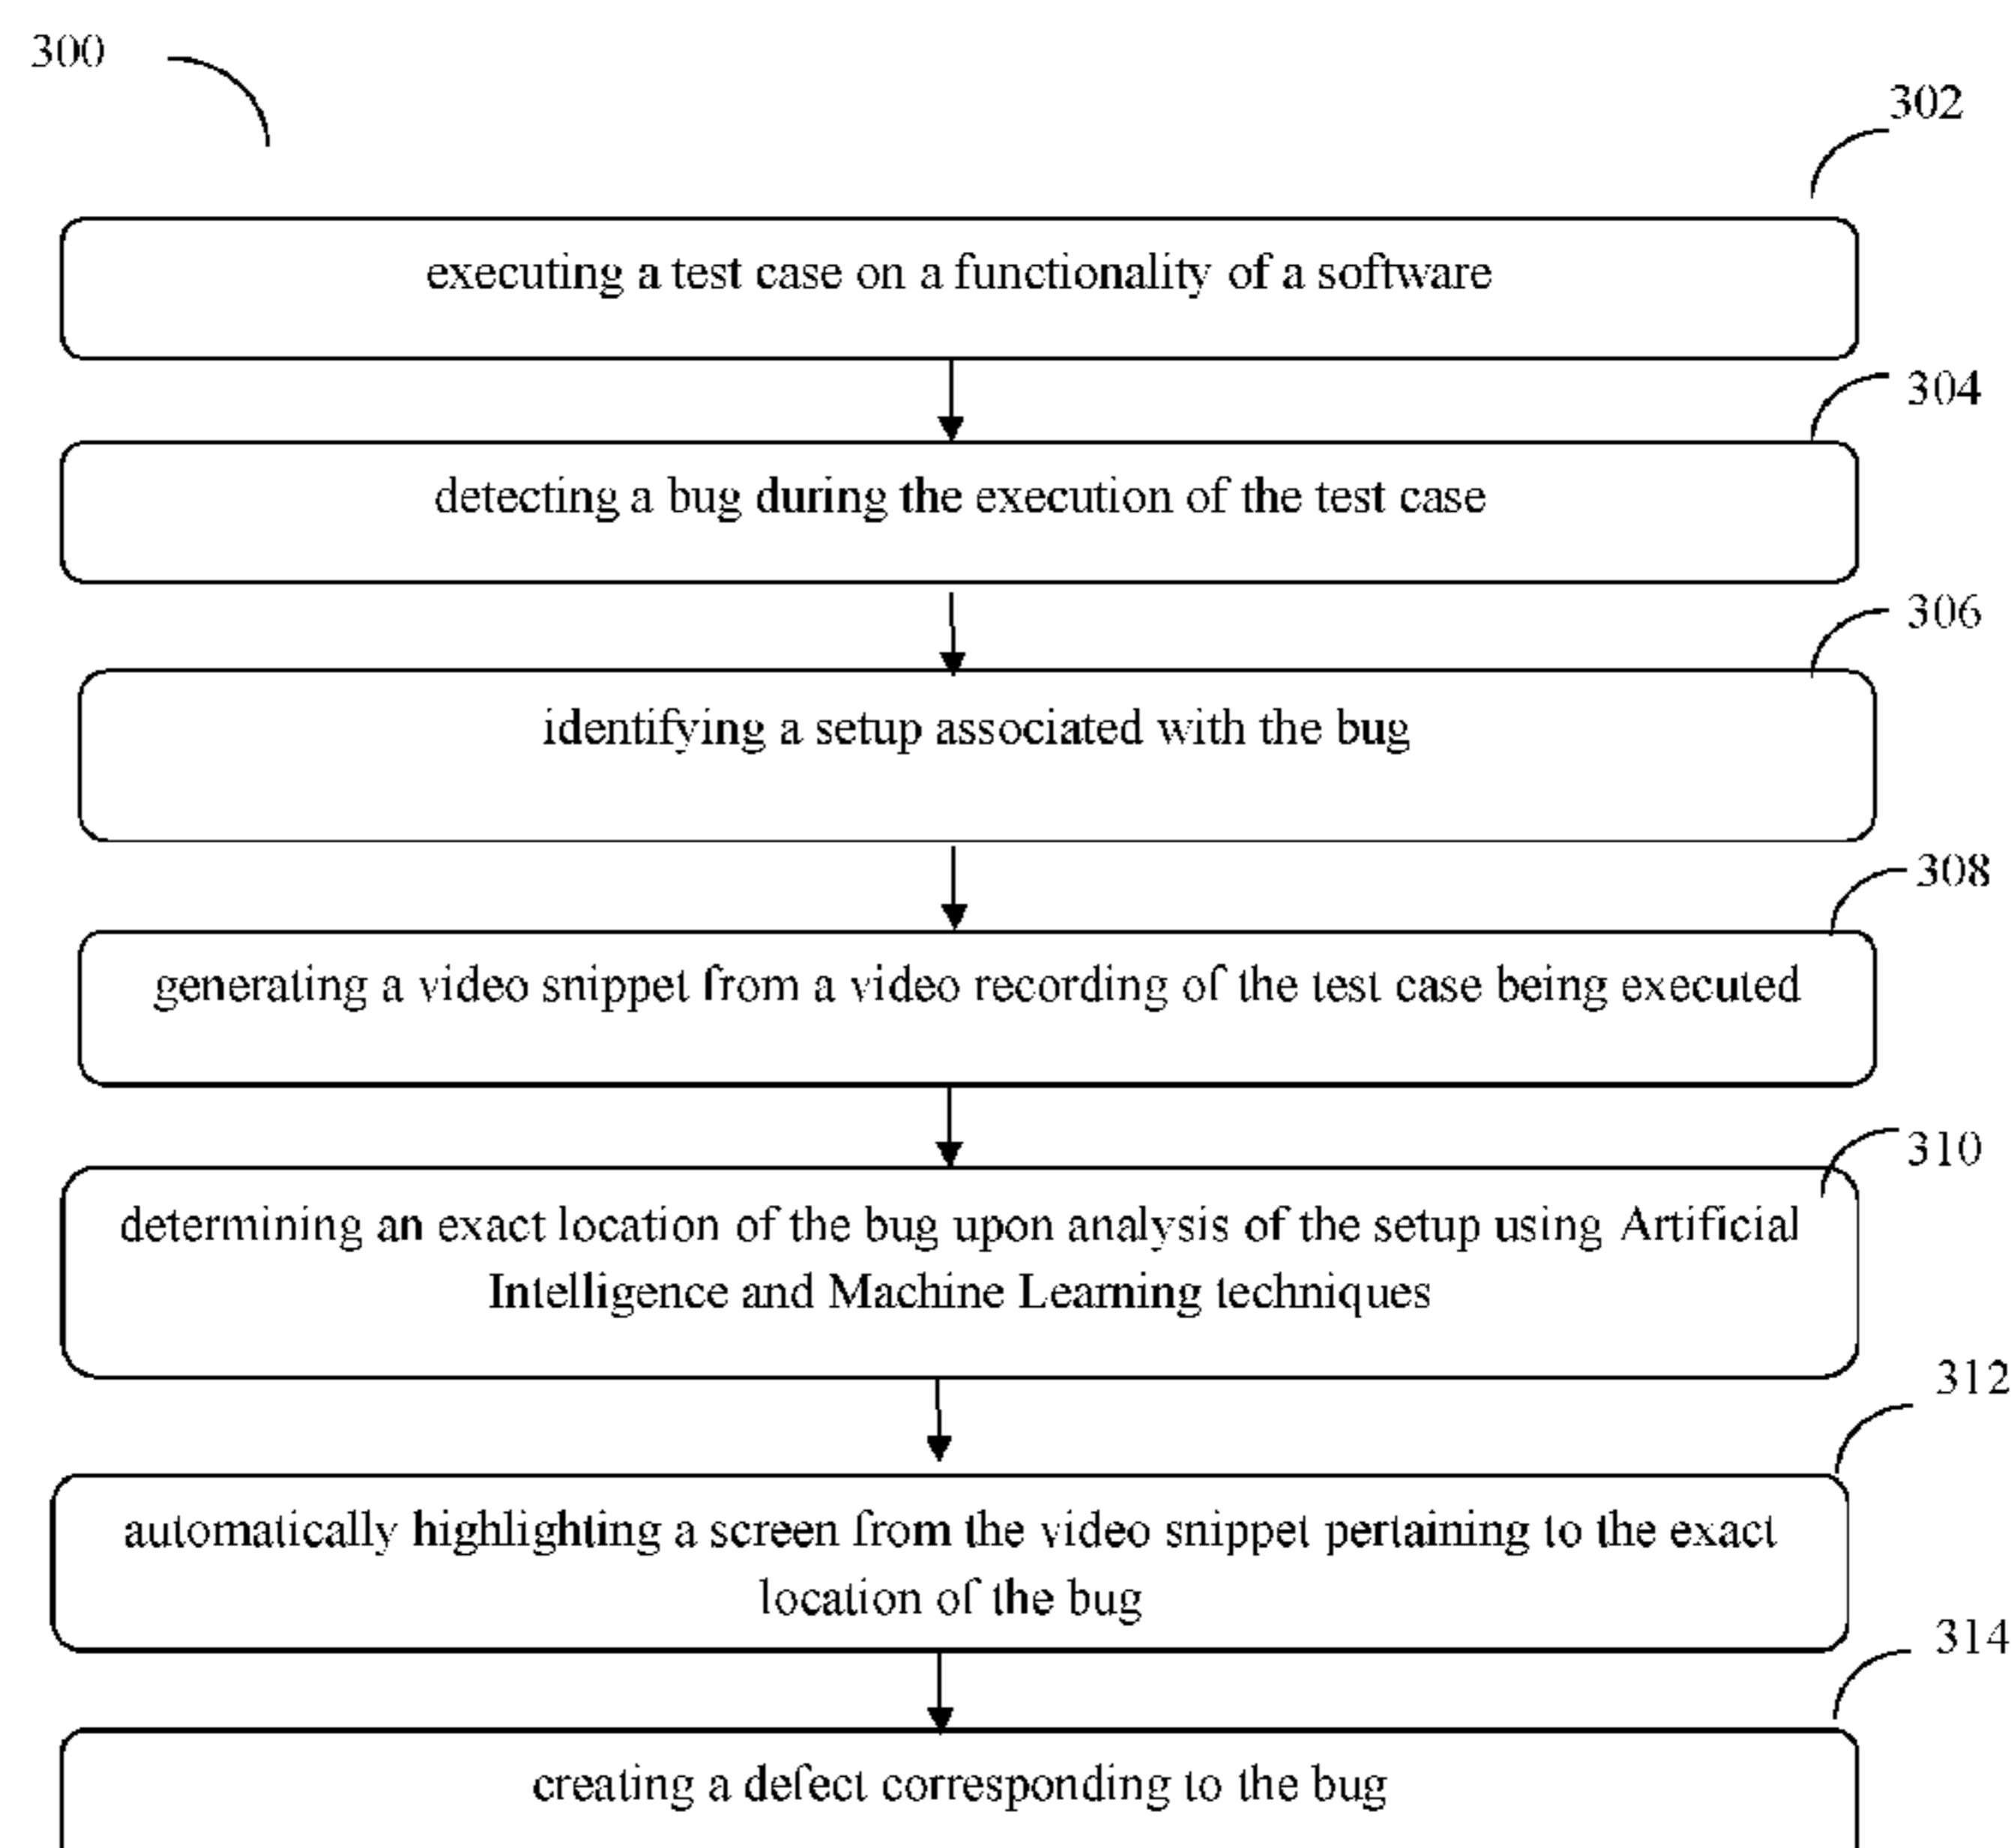 300
302
executing a test case on a functionality of a software
304
detecting a bug during the execution of the test case
306
identifying a setup associated with the bug
308
generating a video snippet from a video recording of the test case being executed
310
determining an exact location of the bug upon analysis of the setup using Artificial
Intelligence and Machine Learning techniques
312
automatically highlighting a screen from the video snippet pertaining to the exact
location of the bug
314
creating a defect corresponding to the bug